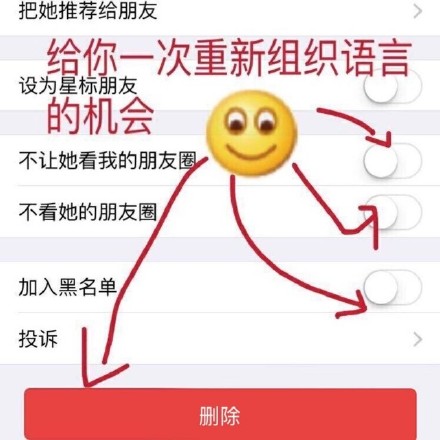 把她推荐给朋友
给你一次重新组织语言
设为星标朋友
的机会
不让她看我的朋友圈
不看她的朋友圈
加入黑名单
投诉
删除